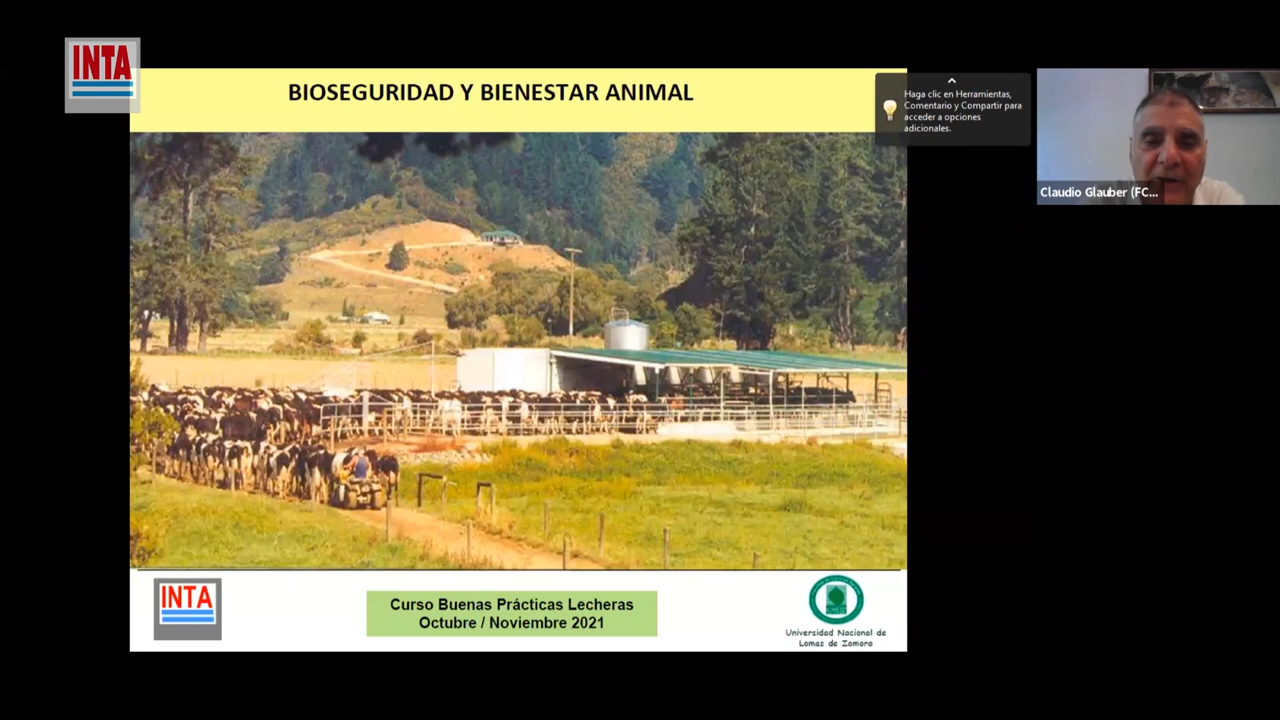 INTA
BIOSEGURIDAD Y BIENESTAR ANIMAL
Haga clic en Herramientas,
Comentario y Compartir para
acceder a opciones
adicionales.
Claudio Glauber (FC...
INTA
Curso Buenas Prácticas Lecheras
Octubre / Noviembre 2021
Universidad Nacional de
Lomas de Zamora